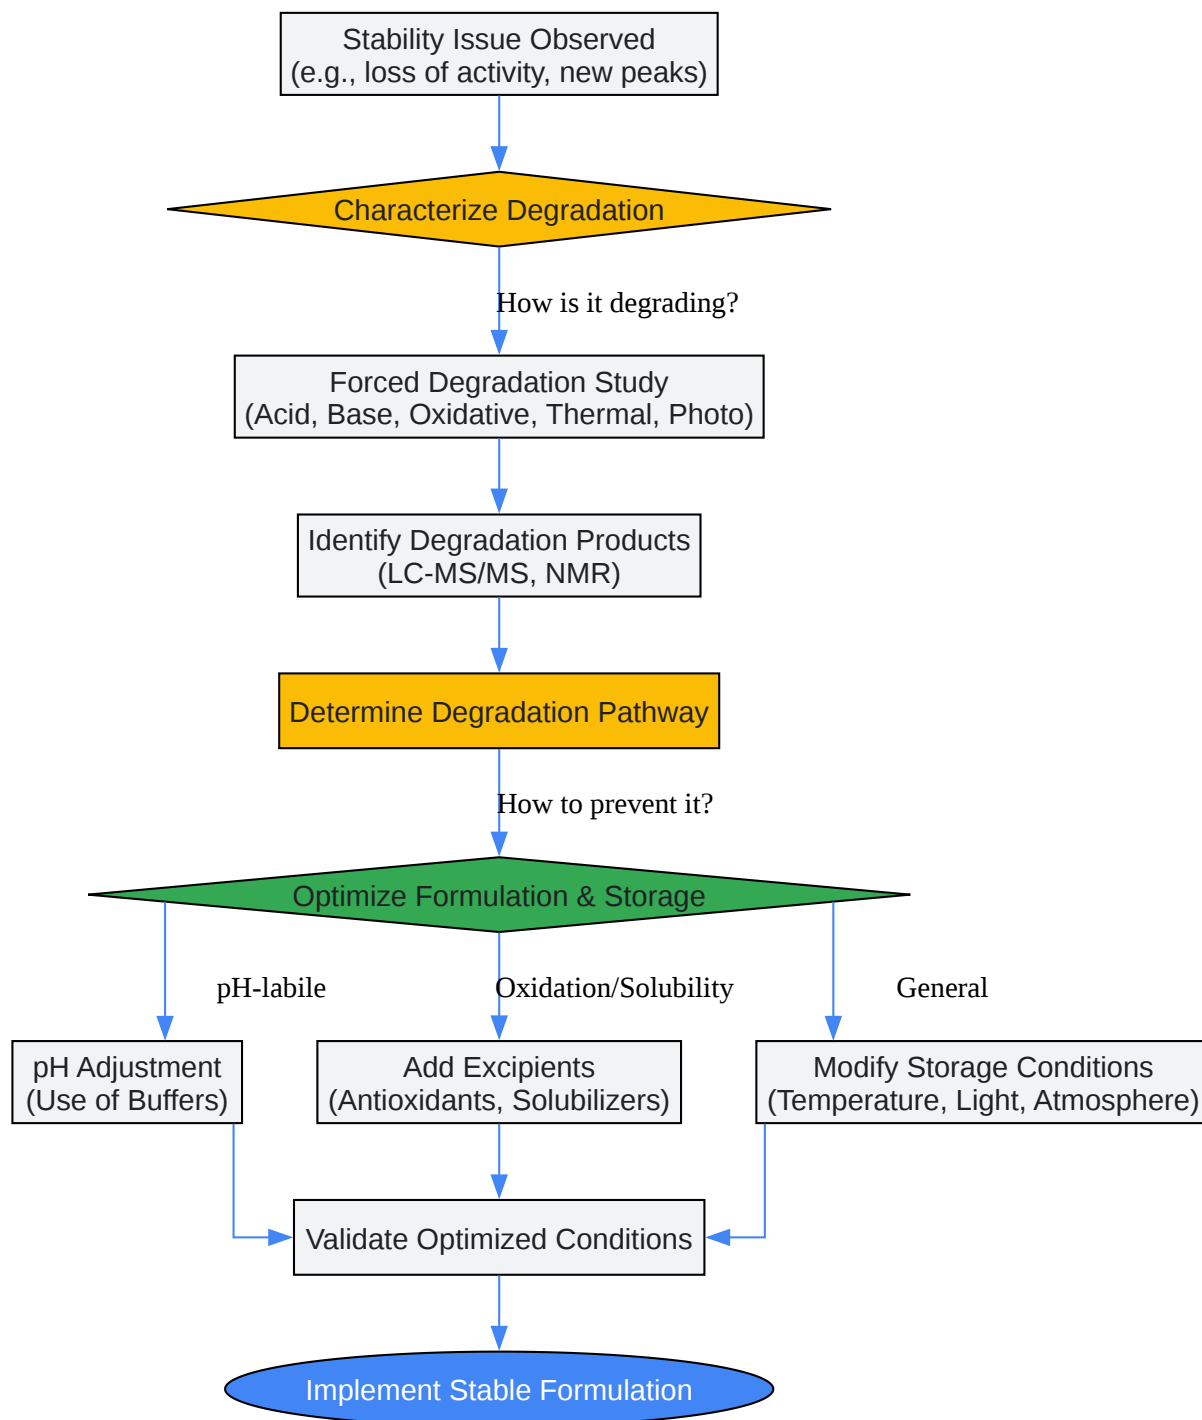 Stability Issue Observed
(e.g., loss of activity, new peaks)
Characterize Degradation
How is it degrading?
Forced Degradation Study
(Acid, Base, Oxidative, Thermal, Photo)
Identify Degradation Products
(LC-MS/MS, NMR)
Determine Degradation Pathway
How to prevent it?
Optimize Formulation & Storage
pH-labile
Oxidation/Solubility
General
pH Adjustment
(Use of Buffers)
Add Excipients
(Antioxidants, Solubilizers)
Modify Storage Conditions
(Temperature, Light, Atmosphere)
Validate Optimized Conditions
Implement Stable Formulation